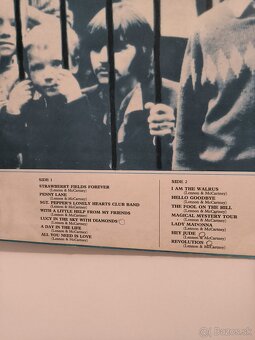 SIDE 1
STRAWBERRY FIELDS FOREVER
(Lennon & McCartney)
PENNY LANE
(Lennon & McCartney)
SGT. PEPPER'S LONELY HEARTS CLUB BAND
(Lennon & McCartney)
WITH A LITTLE HELP FROM MY FRIENDS
(Lennon & McCartney)
LUCY IN THE SKY WITH DIAMONDS
(Lennon & McCartney)
A DAY IN THE LIFE
(Lennon & McCartney)
ALL YOU NEED IS LOVE
(Lennon & McCartney)
SIDE 2
I AM THE WALRUS
(Lennon & McCartney)
HELLO GOODBYE
(Lennon & McCartney)
THE FOOL ON THE HILL
(Lennon & McCartney)
MAGICAL MYSTERY TOUR
(Lennon & McCartney)
LADY MADONNA
(Lennon & McCartney)
HEY JUDE
(Lennon & McCartney)
REVOLUTION
(Lennon & McCartney)
bazos.sk